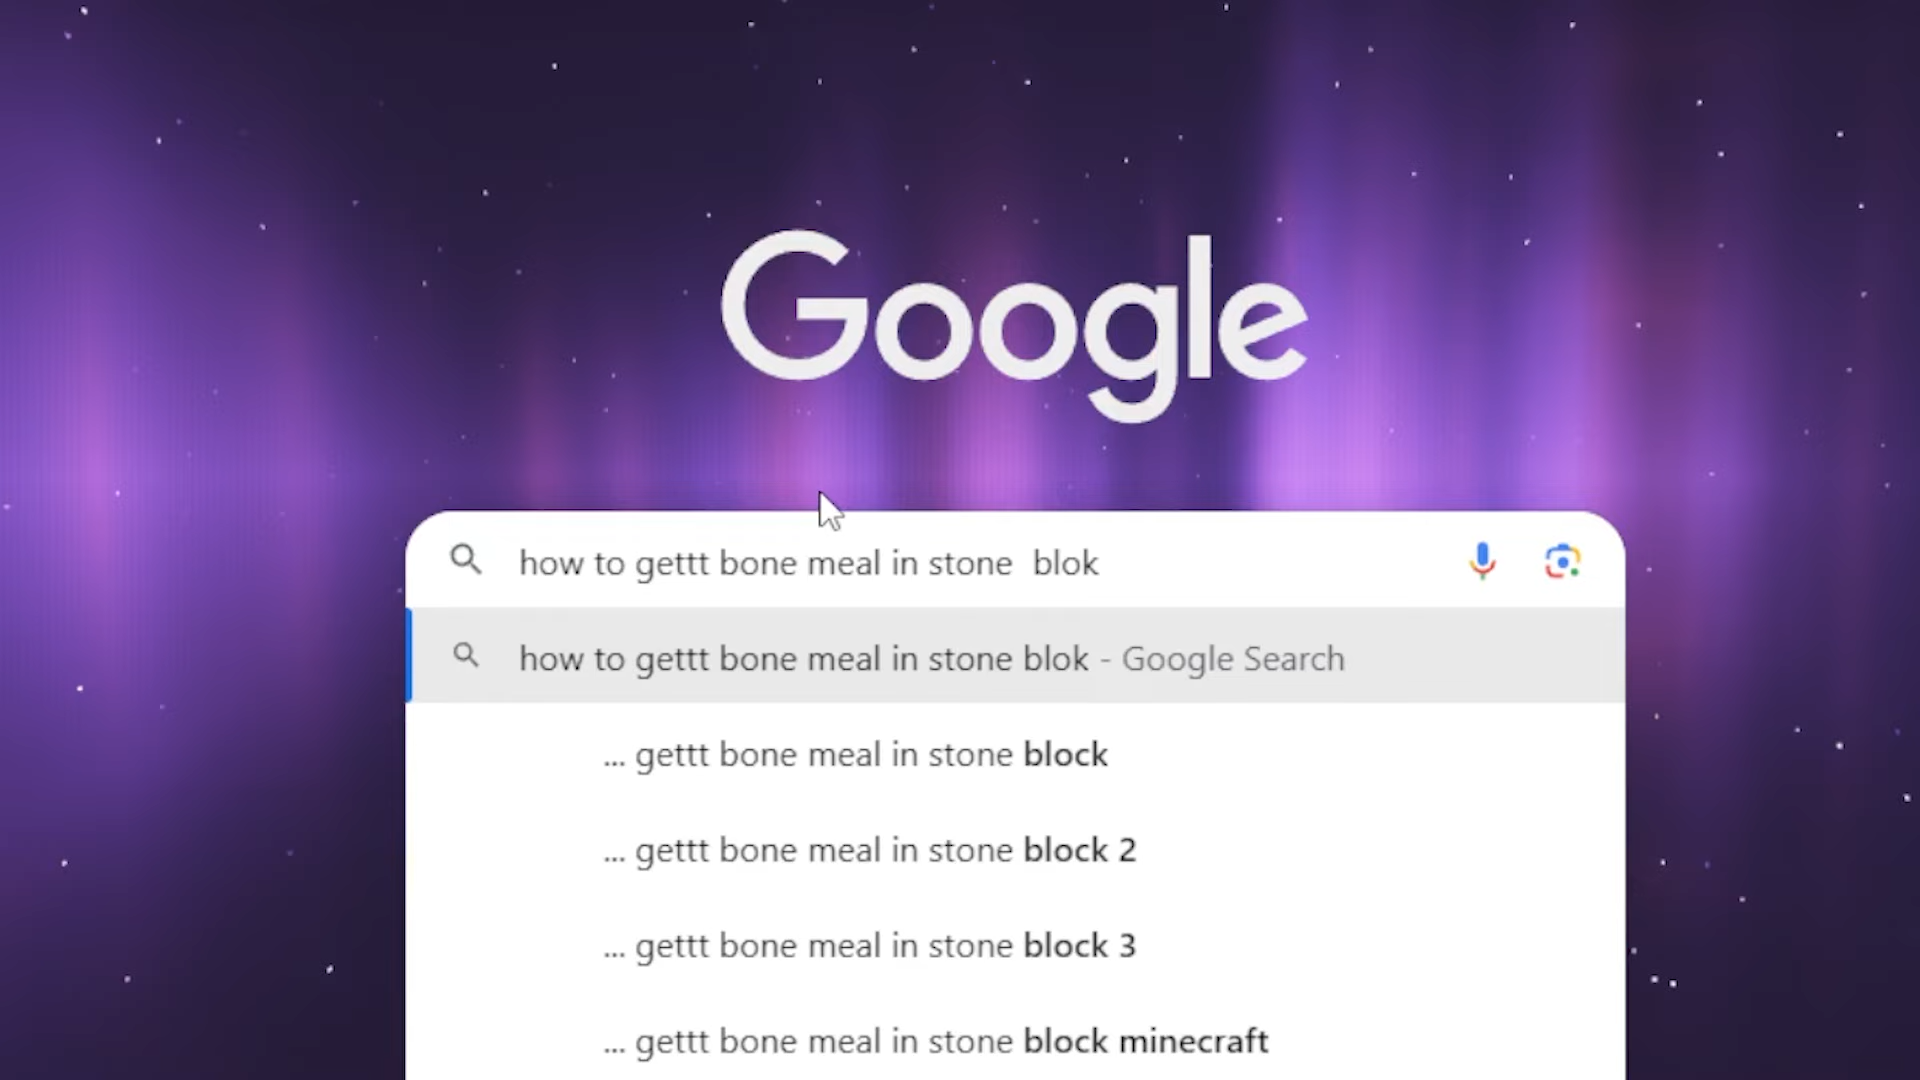 Google
how to gettt bone meal in stone  blok
how to gettt bone meal in stone blok - Google Search
... gettt bone meal in stone block
... gettt bone meal in stone block 2
... gettt bone meal in stone block 3
... gettt bone meal in stone block minecraft